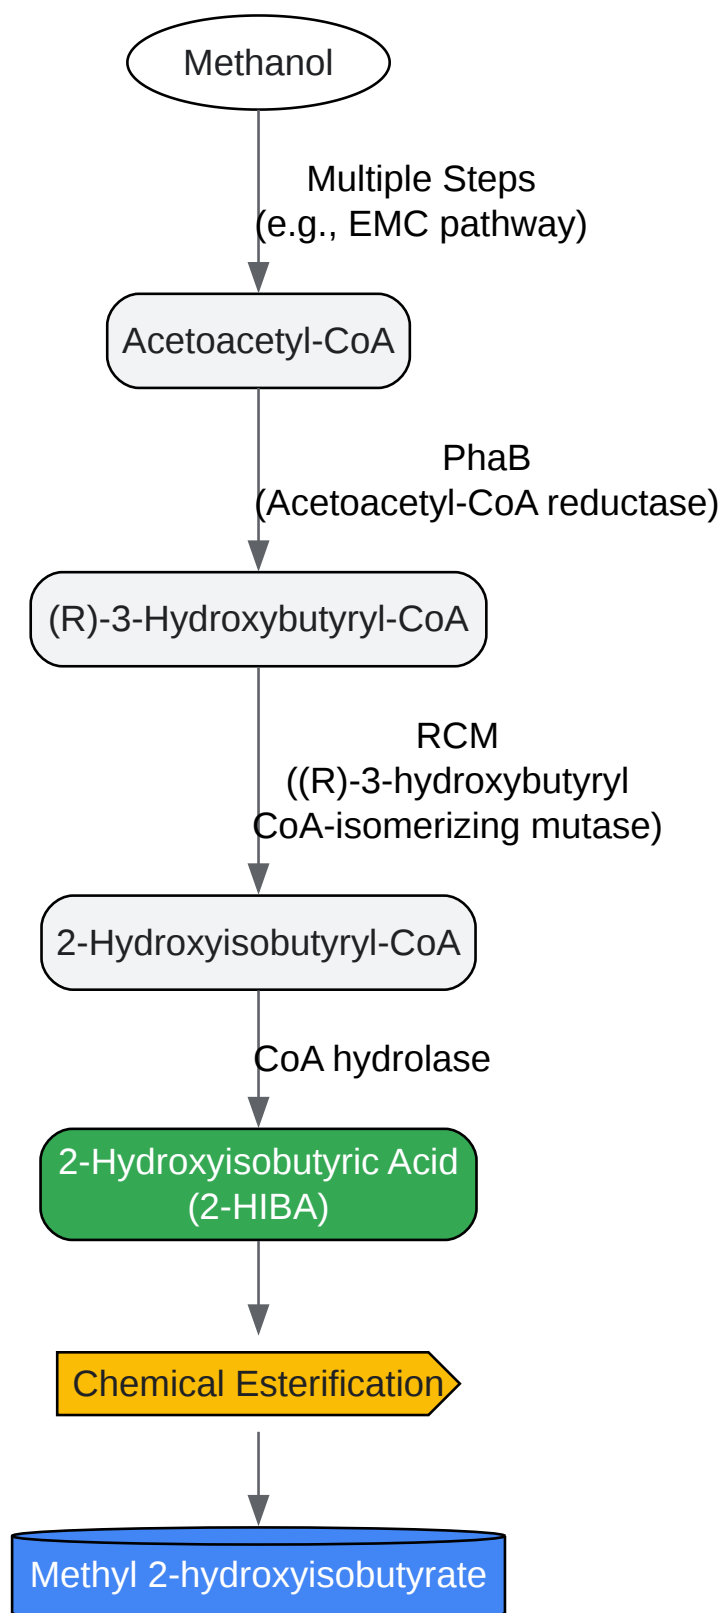 Methanol
Multiple Steps
(e.g., EMC pathway)
Acetoacetyl-CoA
PhaB
(Acetoacetyl-CoA reductase)
(R)-3-Hydroxybutyryl-CoA
RCM
((R)-3-hydroxybutyryl
CoA-isomerizing mutase)
2-Hydroxyisobutyryl-CoA
CoA hydrolase
2-Hydroxyisobutyric Acid
(2-HIBA)
Chemical Esterification
Methyl 2-hydroxyisobutyrate